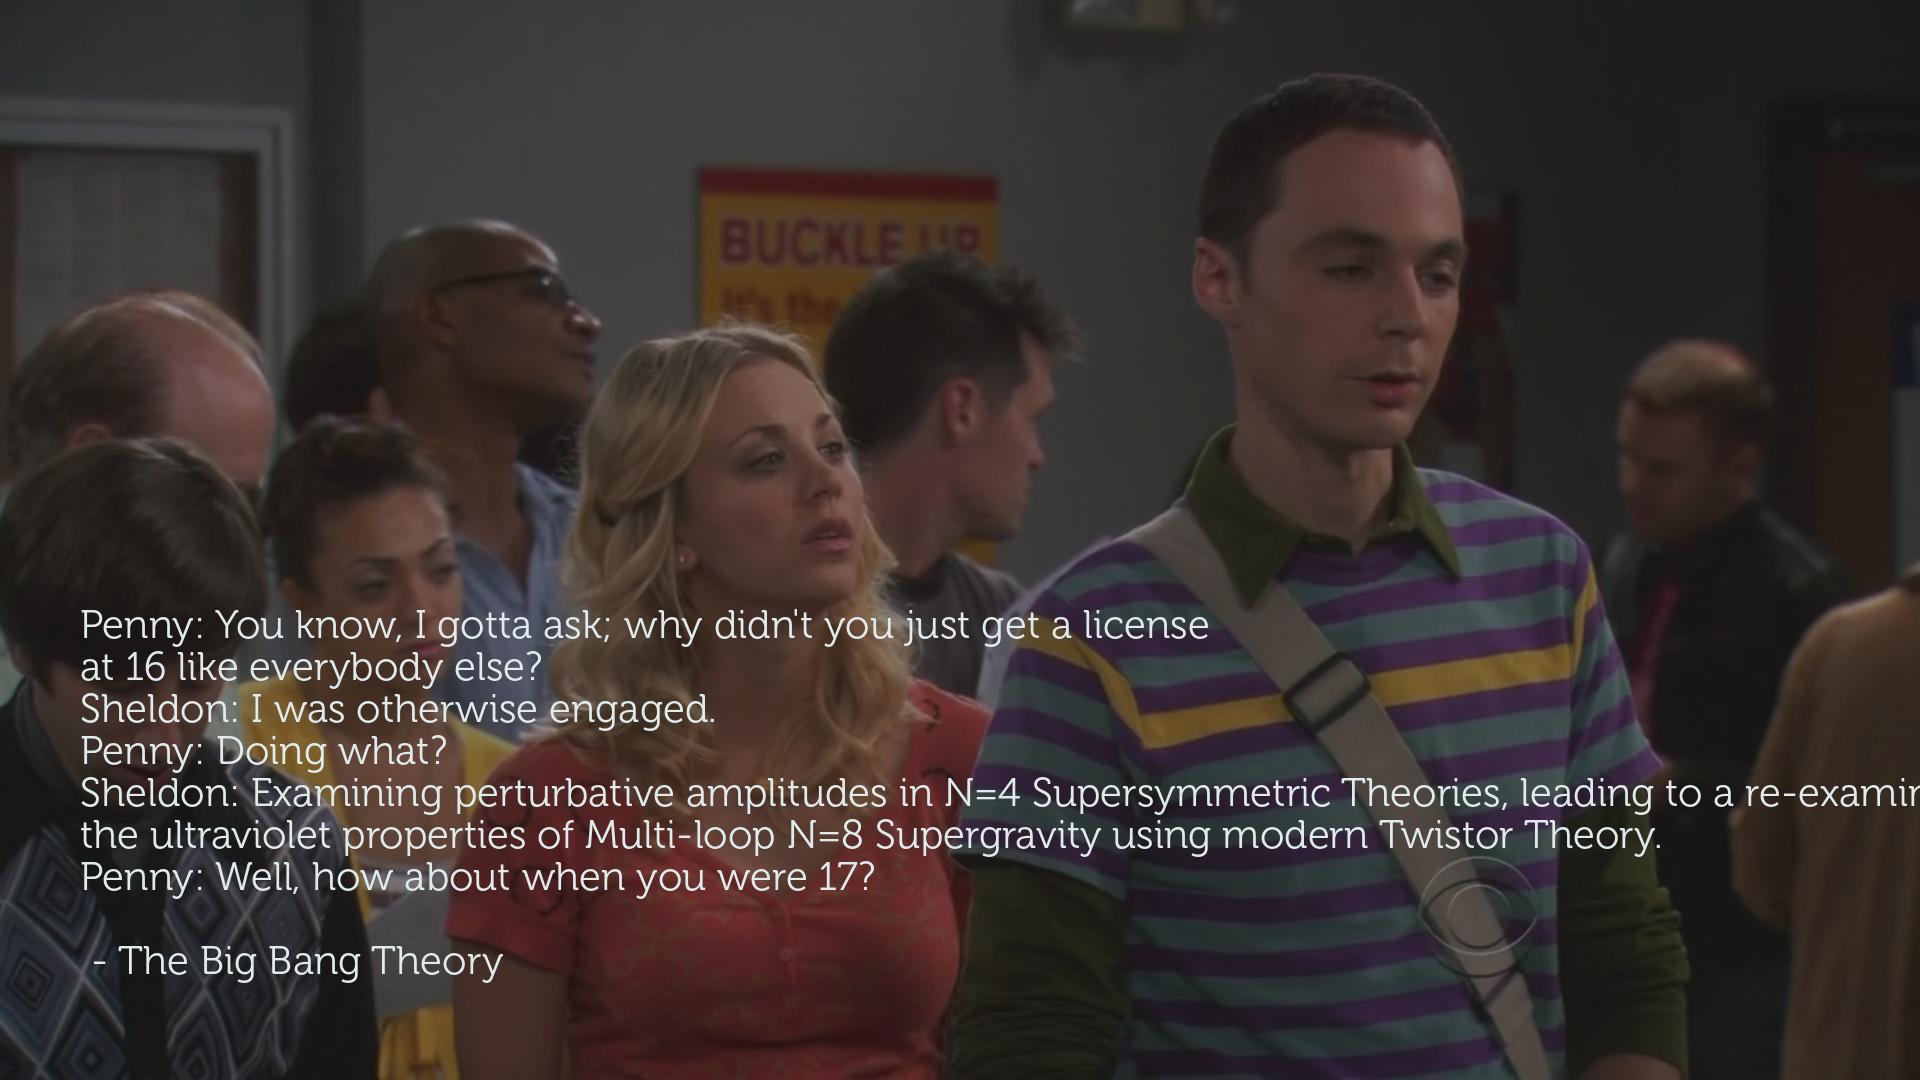 BUCKLE UP
It's the
Penny: You know, I gotta ask; why didn't you just get a license
at 16 like everybody else?
Sheldon: I was otherwise engaged.
Penny: Doing what?
Sheldon: Examining perturbative amplitudes in N=4 Supersymmetric Theories, leading to a
the ultraviolet properties of Multi-loop N=8 Supergravity using modern Twistor Theory.
Penny: Well, how about when you were 17?
- The Big Bang Theory